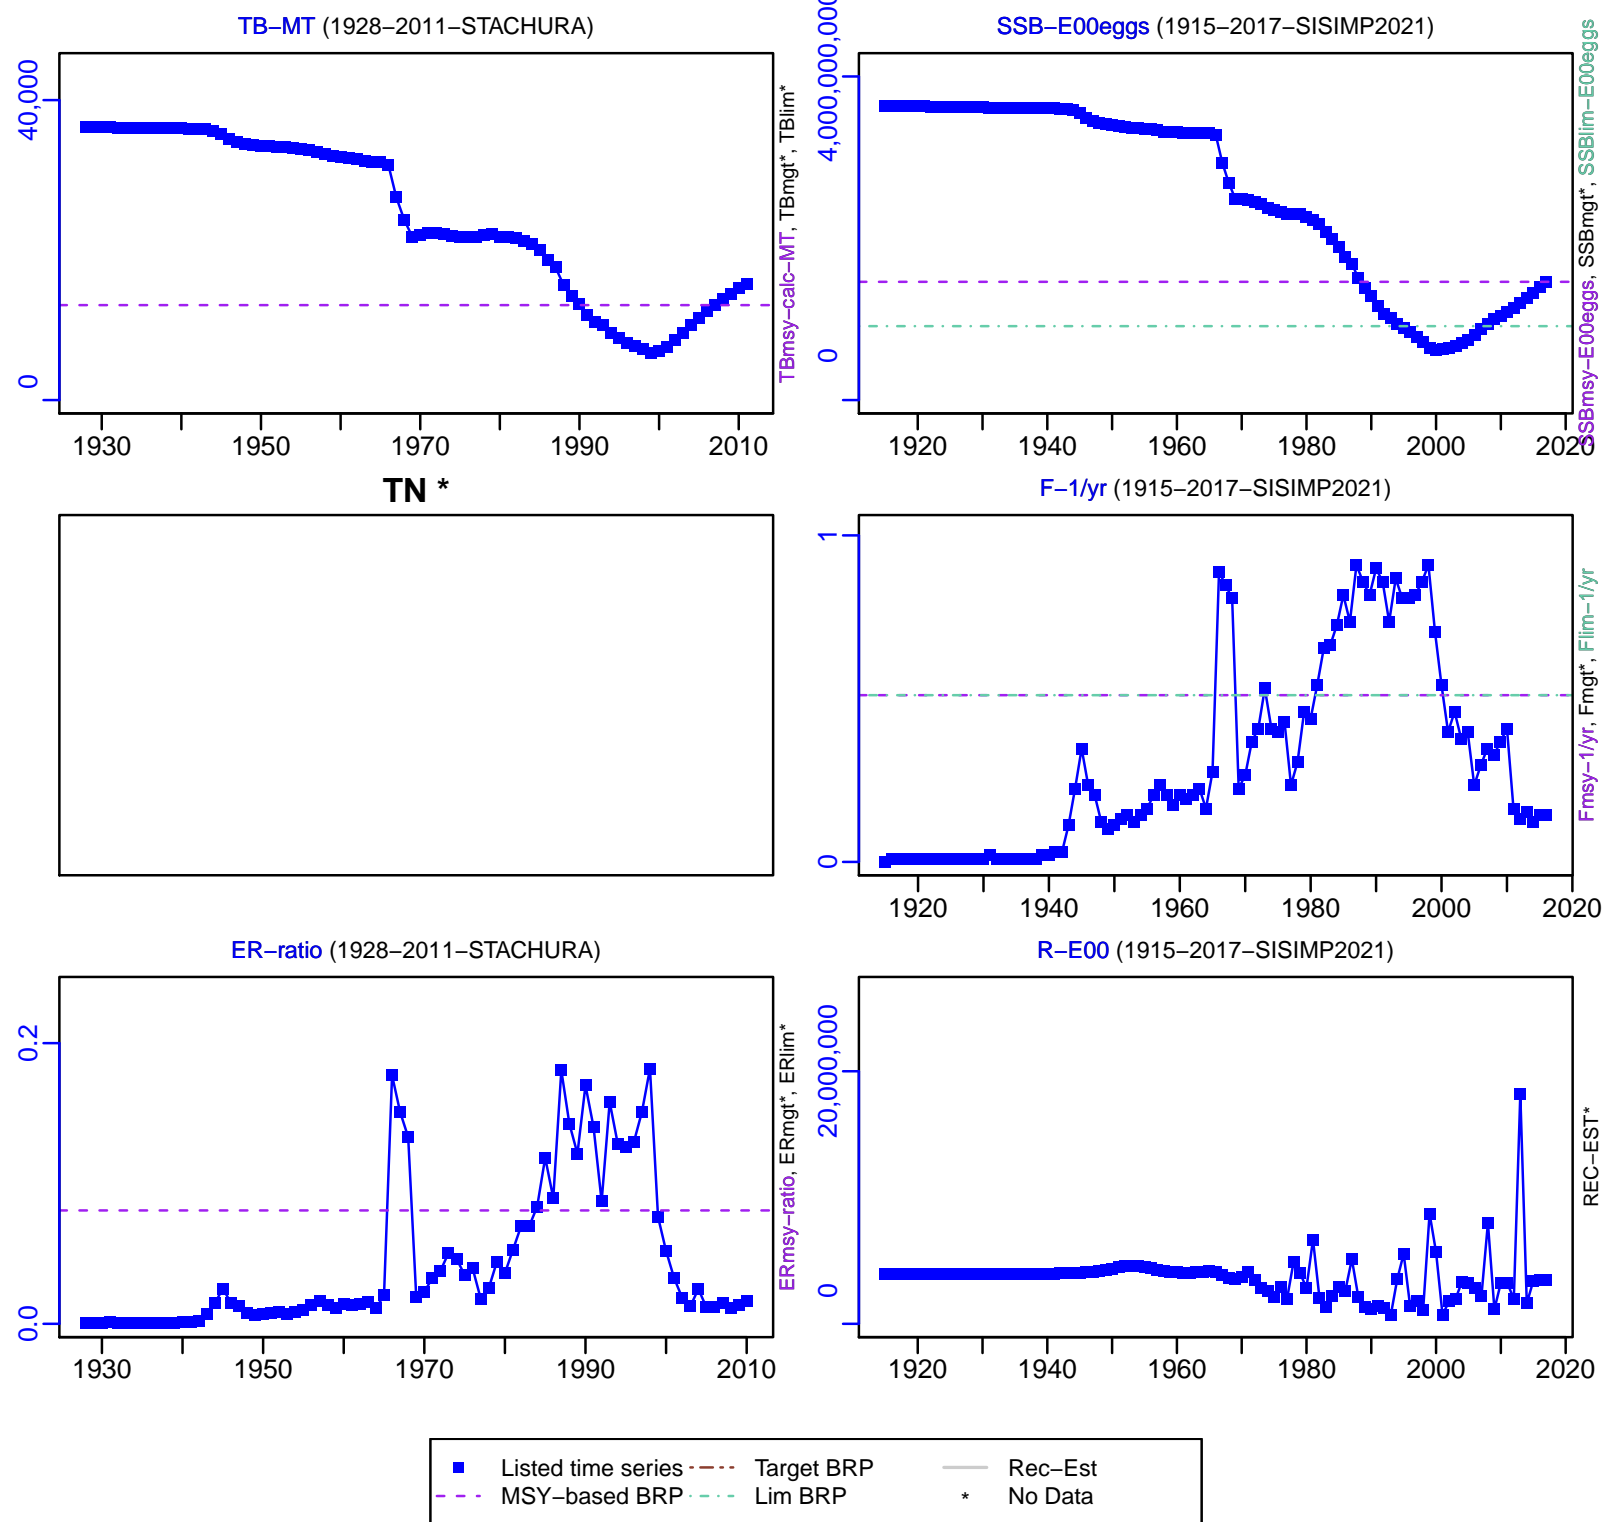 TB−MT (1928−2011−STACHURA)
40,000
0
1930 1950 1970 1990 2010
TBmsy−calc−MT, TBmgt*, TBlim*
SSB−E00eggs (1915−2017−SISIMP2021)
4,000,000,000
0
1920 1940 1960 1980 2000 2020
SSBmsy−E00eggs, SSBmgt*, SSBlim−E00eggs
TN *
F−1/yr (1915−2017−SISIMP2021)
1
0
1920 1940 1960 1980 2000 2020
Fmsy−1/yr, Fmgt*, Flim−1/yr
ER−ratio (1928−2011−STACHURA)
0.2
0.0
1930 1950 1970 1990 2010
ERmsy−ratio, ERmgt*, ERlim*
R−E00 (1915−2017−SISIMP2021)
20,000,000
0
1920 1940 1960 1980 2000 2020
REC−EST*
Listed time series Target BRP Rec−Est
MSY−based BRP Lim BRP * No Data